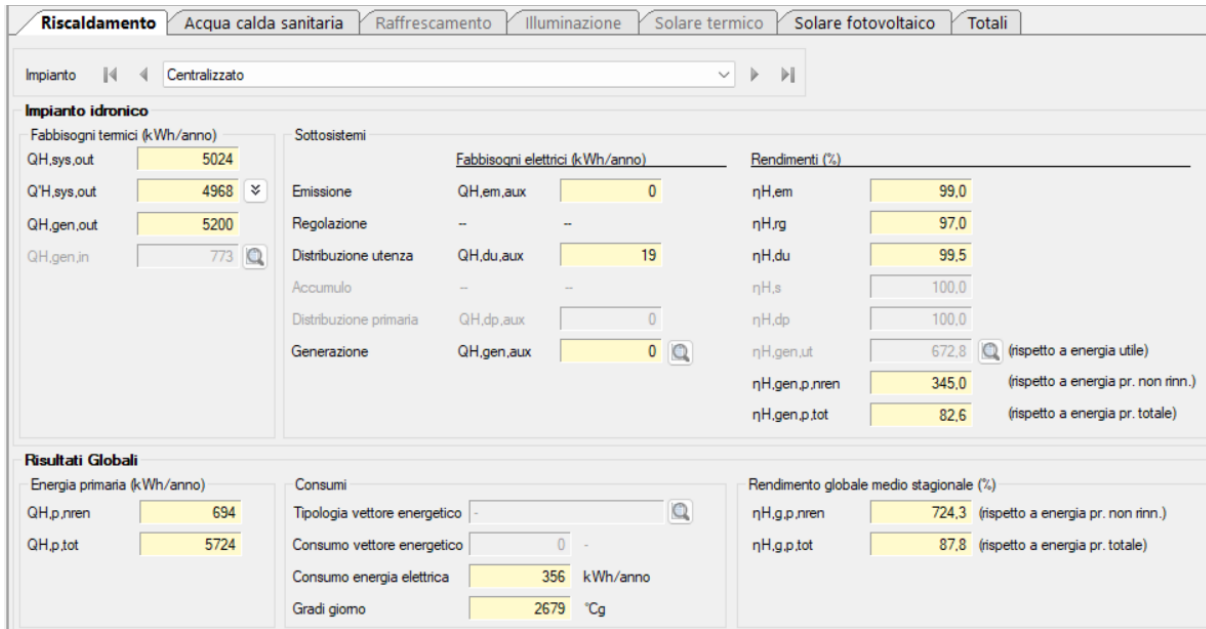 Riscaldamento Acqua calda sanitaria Raffrescamento Illuminazione Solare termico Solare fotovoltaico Totali
Impianto Centralizzato
Impianto idronico
Fabbisogni termici (kWh/anno) Sottosistemi
QH,sys,out 5024 Fabbisogni elettrici (kWh/anno) Rendimenti (%)
Q'H,sys,out 4968 Emissione QH,em,aux 0 ηH,em 99,0
QH,gen,out 5200 Regolazione -- -- ηH,rg 97,0
QH,gen,in 773 Distribuzione utenza QH,du,aux 19 ηH,du 99,5
Accumulo -- -- ηH,s 100,0
Distribuzione primaria QH,dp,aux 0 ηH,dp 100,0
Generazione QH,gen,aux 0 ηH,gen,ut 672,8 (rispetto a energia utile)
ηH,gen,p,nren 345,0 (rispetto a energia pr. non rinn.)
ηH,gen,p,tot 82,6 (rispetto a energia pr. totale)
Risultati Globali
Energia primaria (kWh/anno) Consumi Rendimento globale medio stagionale (%)
QH,p,nren 694 Tipologia vettore energetico - ηH,g,p,nren 724,3 (rispetto a energia pr. non rinn.)
QH,p,tot 5724 Consumo vettore energetico 0 - ηH,g,p,tot 87,8 (rispetto a energia pr. totale)
Consumo energia elettrica 356 kWh/anno
Gradi giorno 2679 °Cg